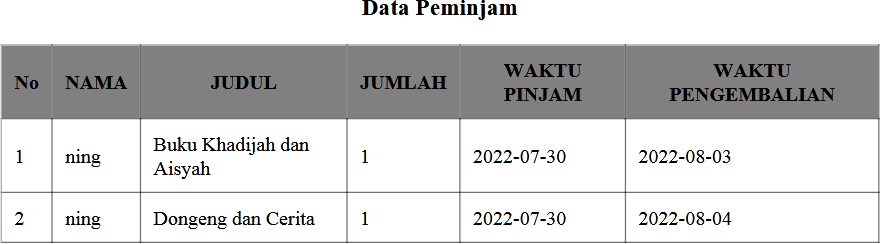 Data Peminjam
No NAMA JUDUL JUMLAH WAKTU PINJAM WAKTU PENGEMBALIAN
1 ning Buku Khadijah dan Aisyah 1 2022-07-30 2022-08-03
2 ning Dongeng dan Cerita 1 2022-07-30 2022-08-04